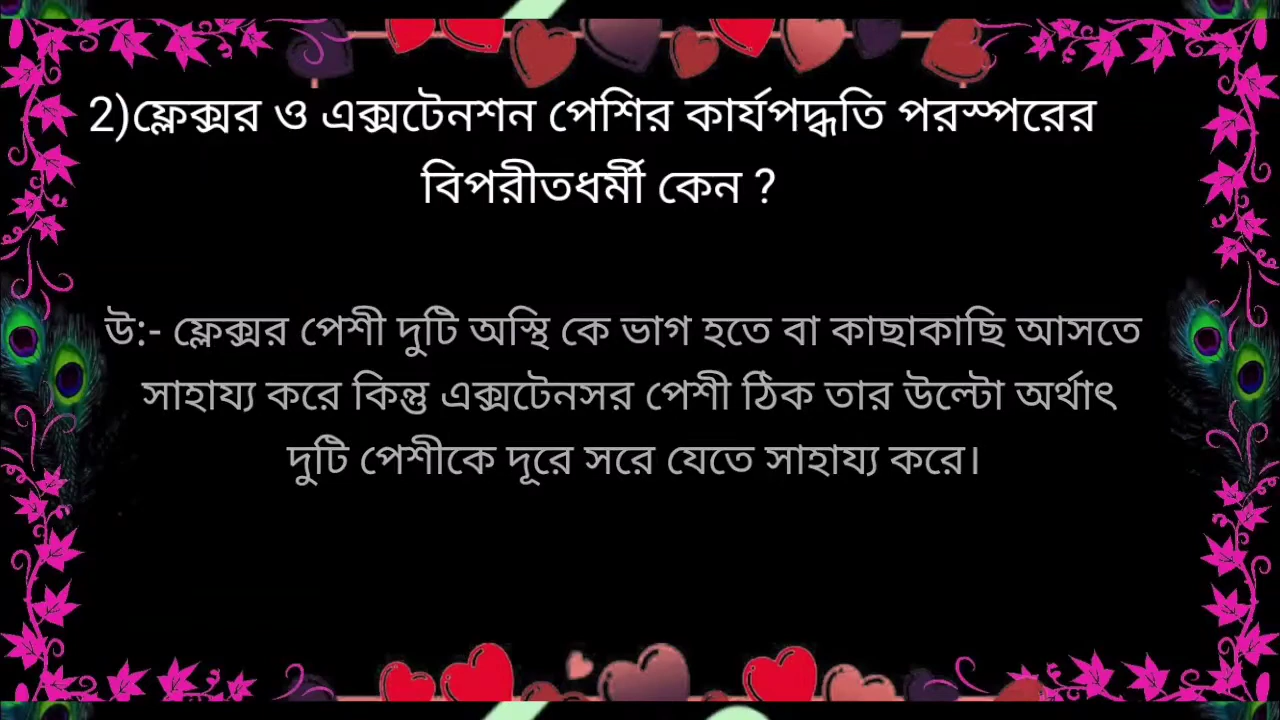 2)ফ্লেক্সর ও এক্সটেনশন পেশির কার্যপদ্ধতি পরস্পরের
বিপরীতধর্মী কেন ?
উ:- ফ্লেক্সর পেশী দুটি অস্থি কে ভাগ হতে বা কাছাকাছি আসতে
সাহায্য করে কিন্তু এক্সটেনসর পেশী ঠিক তার উল্টো অর্থাৎ
দুটি পেশীকে দূরে সরে যেতে সাহায্য করে।